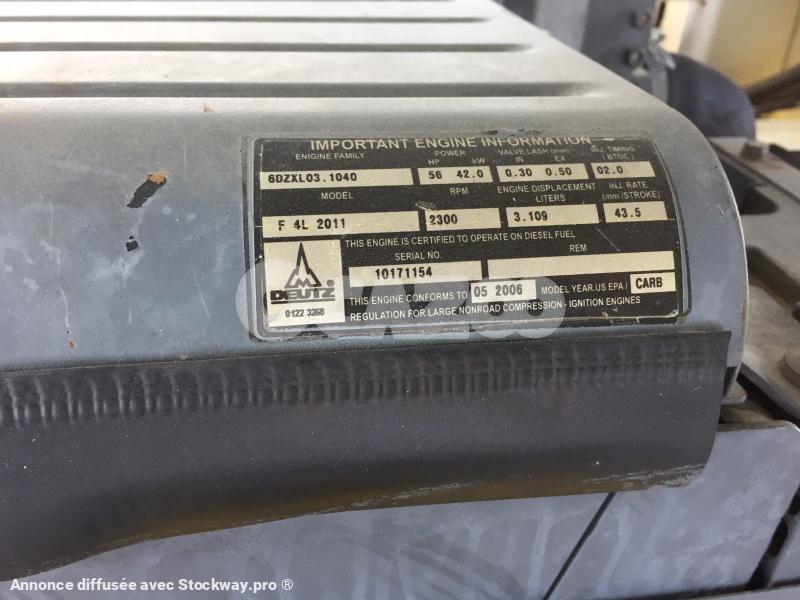 IMPORTANT ENGINE INFORMATION
ENIGINE FAMILY POWER VALVE LASH (mm) INJ. TIMING
HP kW IN EX (BTDC)
6DZXL03.1040 56 42.0 0.30 0.50 02.0
MODEL RPM ENGINE DISPLACEMENT INJ. RATE
LITERS (mm /STROKE)
F 4L 2011 2300 3.109 43.5
THIS ENGINE IS CERTIFIED TO OPERATE ON DIESEL FUEL
SERIAL NO. REM
10171154
DEUTZ
0122 3268
THIS ENGINE CONFORMS TO 05 2006 MODEL YEAR.US EPA / CARB
REGULATION FOR LARGE NONROAD COMPRESSION - IGNITION ENGINES
Annonce diffusée avec Stockway.pro ®